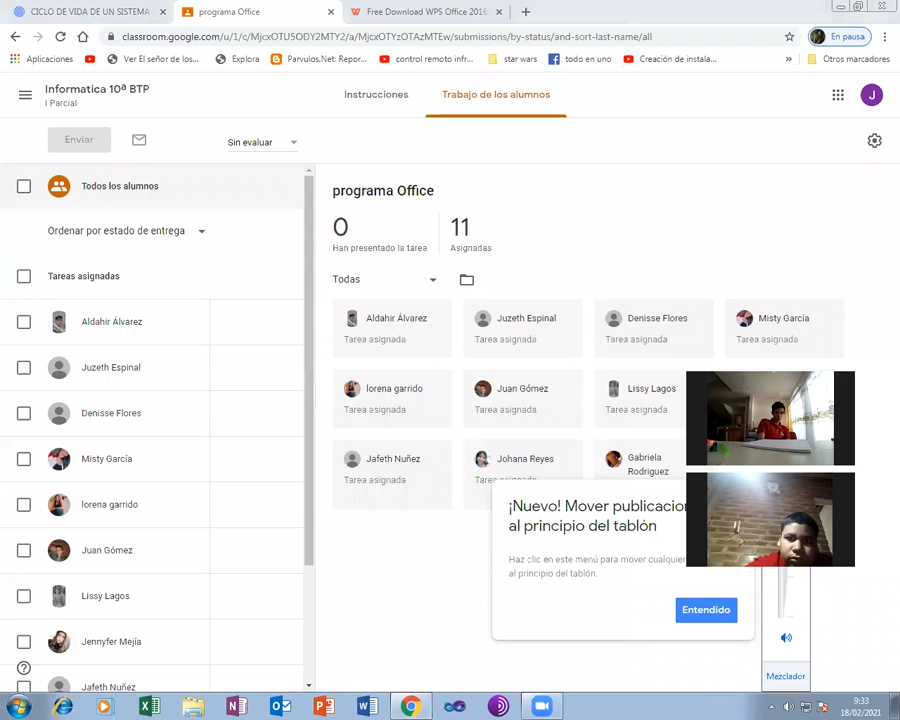 CICLO DE VIDA DE UN SISTEMA
programa Office
Free Download WPS Office 2016
classroom.google.com/u/1/c/MjcxOTU5ODY2MTY2/a/MjcxOTYzOTAzMTEw/submissions/by-status/and-sort-last-name/all
En pausa
Aplicaciones
Ver El señor de los...
Explora
Parvulos.Net: Repor...
control remoto infr...
star wars
todo en uno
Creación de instala...
»
Otros marcadores
Informatica 10ª BTP
I Parcial
Instrucciones
Trabajo de los alumnos
J
Enviar
Sin evaluar
Todos los alumnos
Ordenar por estado de entrega
Tareas asignadas
Aldahir Álvarez
Juzeth Espinal
Denisse Flores
Misty García
lorena garrido
Juan Gómez
Lissy Lagos
Jennyfer Mejía
Jafeth Nuñez
programa Office
0
Han presentado la tarea
11
Asignadas
Todas
Aldahir Álvarez
Tarea asignada
Juzeth Espinal
Tarea asignada
Denisse Flores
Tarea asignada
Misty García
Tarea asignada
lorena garrido
Tarea asignada
Juan Gómez
Tarea asignada
Lissy Lagos
Tarea asignada
Jafeth Nuñez
Tarea asignada
Johana Reyes
Tarea asignada
Gabriela
Rodriguez
¡Nuevo! Mover publicacion
al principio del tablón
Haz clic en este menú para mover cualquier
al principio del tablón.
Entendido
Mezclador
9:33
18/02/2021